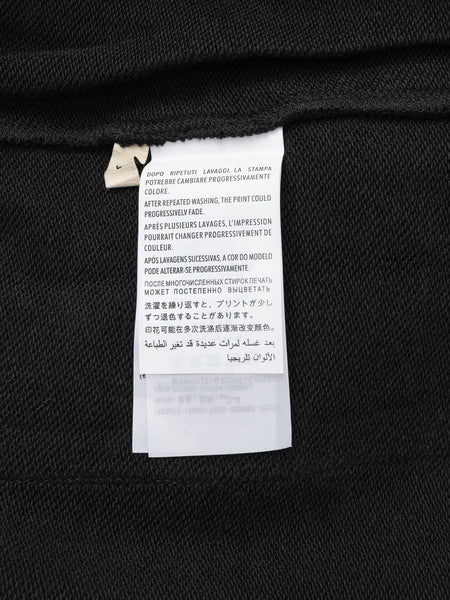 DOPO RIPETUTI LAVAGGI, LA STAMPA
POTREBBE CAMBIARE PROGRESSIVAMENTE
COLORE.
AFTER REPEATED WASHING, THE PRINT COULD
PROGRESSIVELY FADE.
APRÈS PLUSIEURS LAVAGES, L'IMPRESSION
POURRAIT CHANGER PROGRESSIVEMENT DE
COULEUR.
APÓS LAVAGENS SUCESSIVAS, A COR DO MODELO
PODE ALTERAR-SE PROGRESSIVAMENTE.
ПОСЛЕ МНОГОЧИСЛЕННЫХ СТИРОК ПЕЧАТЬ
МОЖЕТ ПОСТЕПЕННО ВЫЦВЕТАТЬ
洗濯を繰り返すと、プリントが少し
ずつ退色することがあります。
印花可能在多次洗涤后逐渐改变颜色。
بعد غسله لمرات عديدة قد تغير الطباعة
الألوان تدريجيا